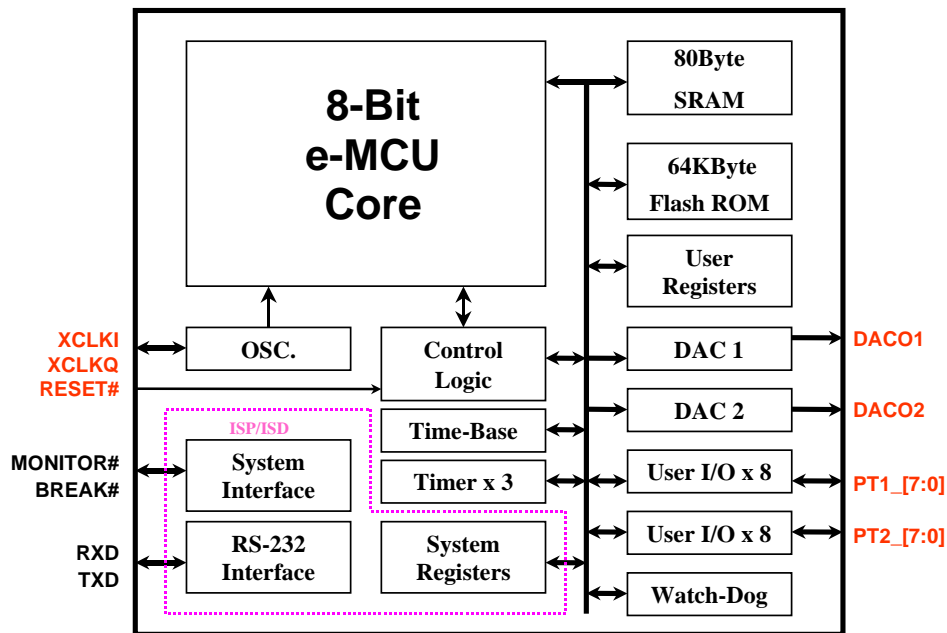 8-Bit
e-MCU
Core
80Byte
SRAM
64KByte
Flash ROM
User
Registers
XCLKI
XCLKQ
RESET#
OSC.
Control
Logic
DAC 1
DACO1
DAC 2
DACO2
Time-Base
ISP/ISD
MONITOR#
BREAK#
System
Interface
Timer x 3
User I/O x 8
PT1_[7:0]
RXD
TXD
RS-232
Interface
System
Registers
User I/O x 8
PT2_[7:0]
Watch-Dog